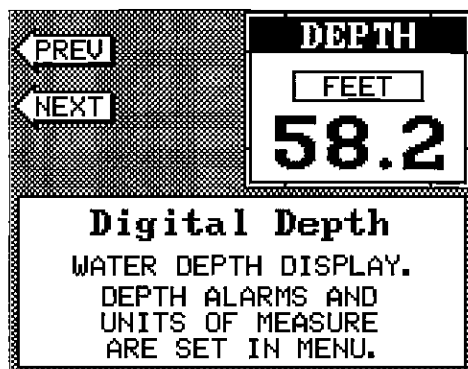 PREV
NEXT
DEPTH
FEET
58.2
Digital Depth
WATER DEPTH DISPLAY.
DEPTH ALARMS AND
UNITS OF MEASURE
ARE SET IN MENU.